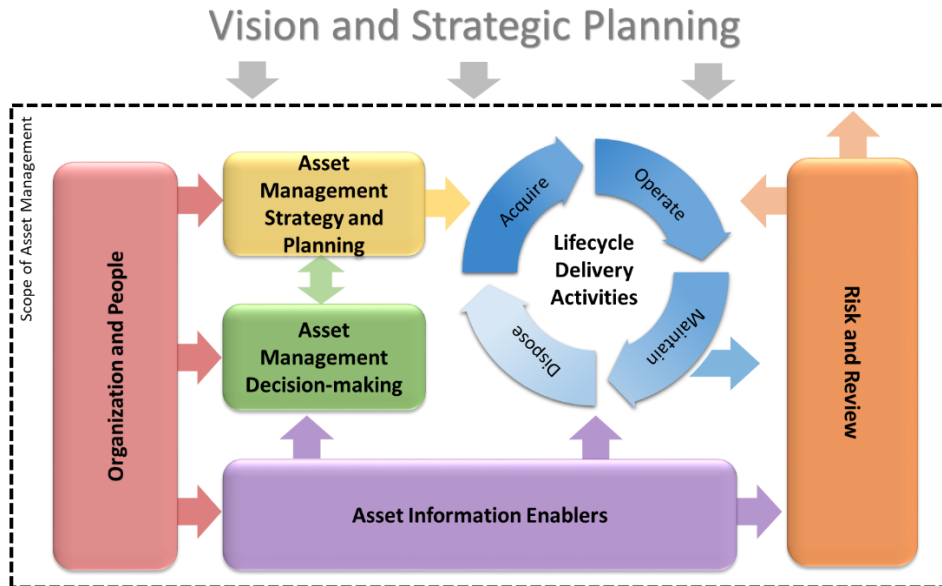 Vision and Strategic Planning
Scope of Asset Management
Organization and People
Asset
Management
Strategy and
Planning
Asset
Management
Decision-making
Acquire
Operate
Maintain
Dispose
Lifecycle
Delivery
Activities
Risk and Review
Asset Information Enablers